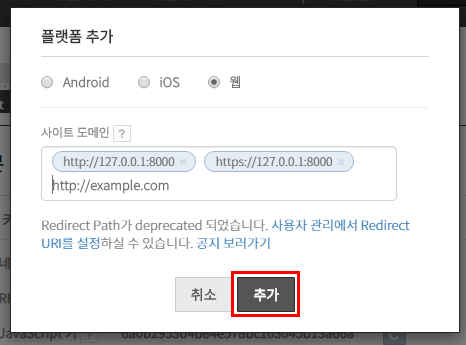 플랫폼 추가
Android iOS 웹
사이트 도메인 ?
http://127.0.0.1:8000 × https://127.0.0.1:8000 ×
http://example.com
Redirect Path가 deprecated 되었습니다. 사용자 관리에서 Redirect
URI를 설정하실 수 있습니다. 공지 보러가기
취소 추가
JavaScript 키 ?